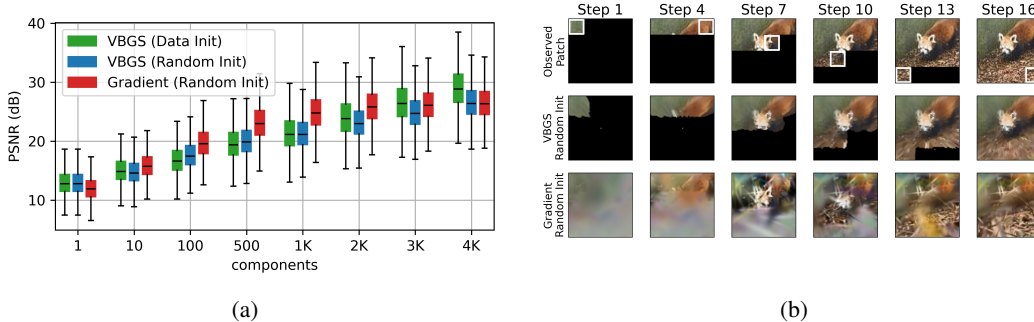 40
30
20
10
PSNR (dB)
VBGS (Data Init)
VBGS (Random Init)
Gradient (Random Init)
1 10 100 500 1K 2K 3K 4K
components
(a)
Step 1 Step 4 Step 7 Step 10 Step 13 Step 16
Observed
Patch
VBGS
Random Init
Gradient
Random Init
(b)